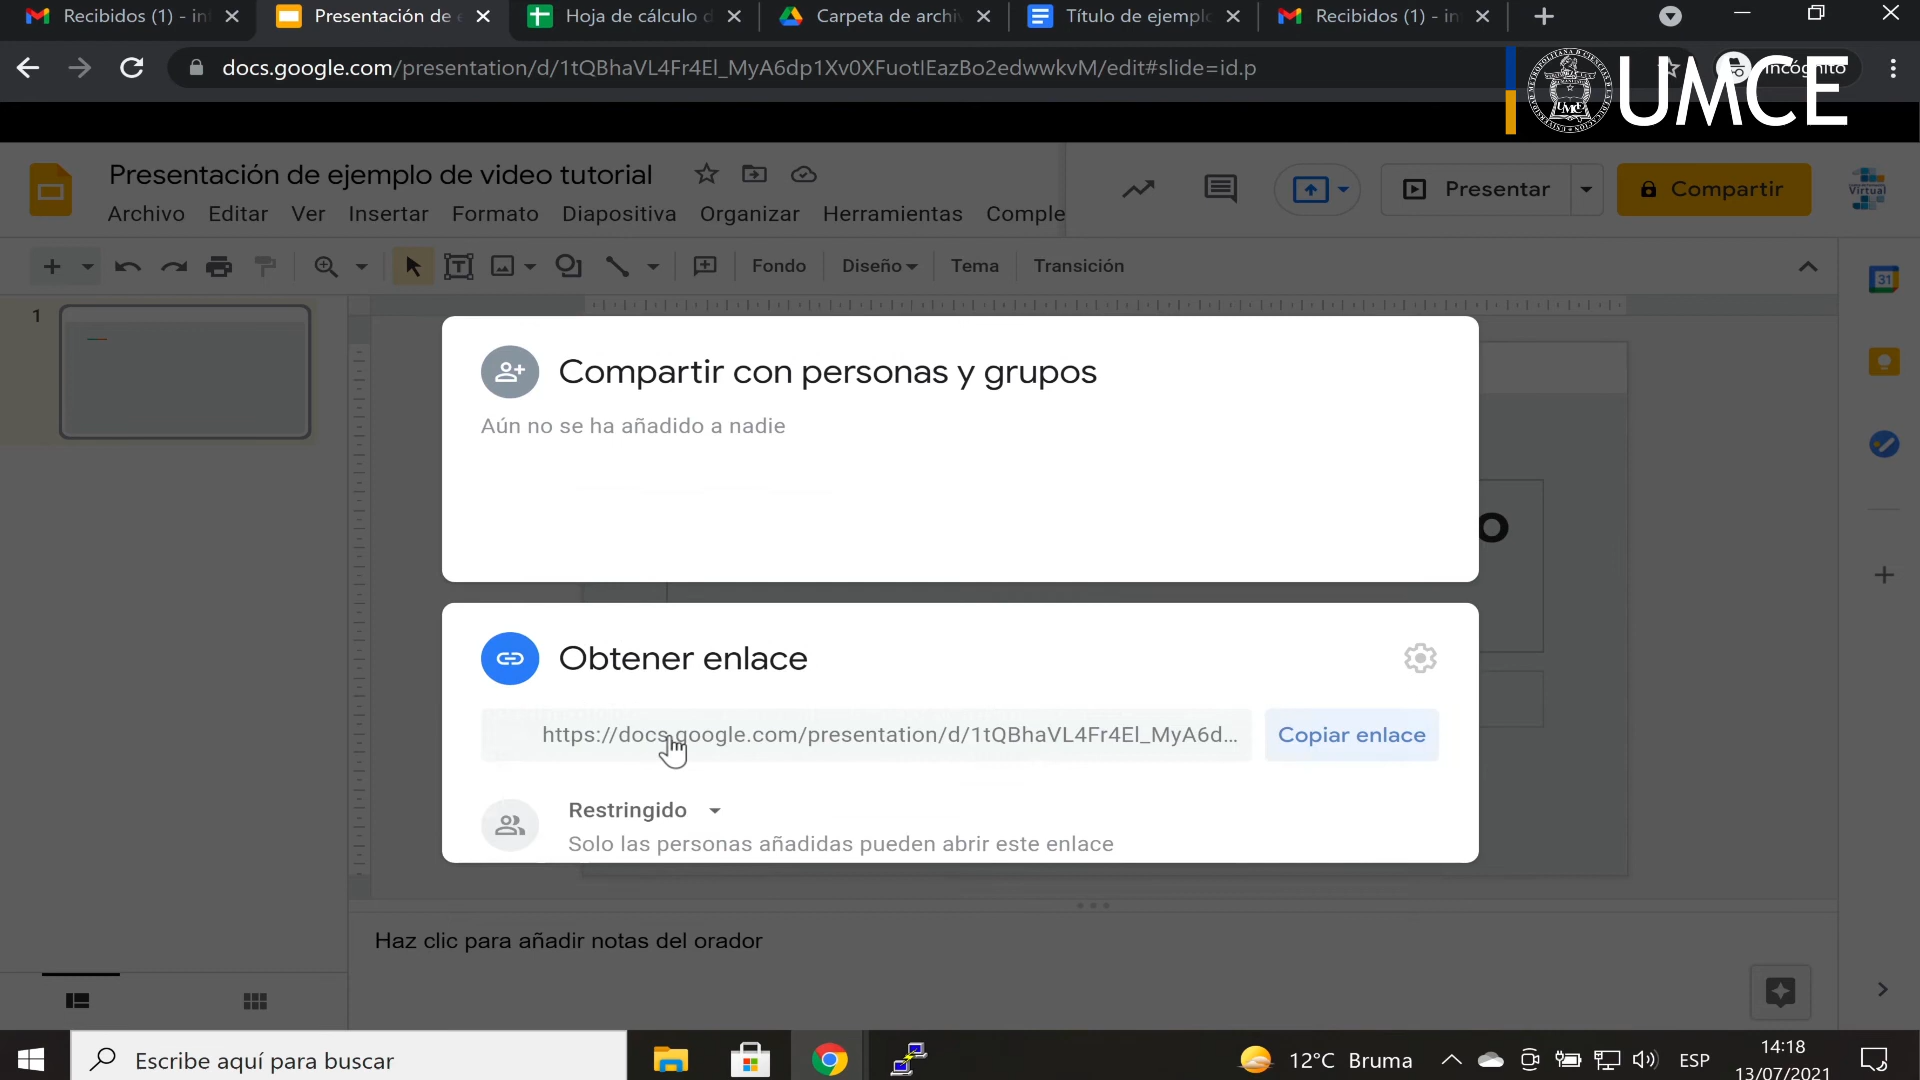 Recibidos (1) - in
Presentación de e
Hoja de cálculo d
Carpeta de archi
Título de ejempl
Recibidos (1) - in
docs.google.com/presentation/d/1tQBhaVL4Fr4El_MyA6dp1Xv0XFuotIEazBo2edwwkvM/edit#slide=id.p
Incógnito
UMCE
Presentación de ejemplo de video tutorial
Archivo Editar Ver Insertar Formato Diapositiva Organizar Herramientas Comple
Presentar
Compartir
Virtual
Fondo Diseño Tema Transición
31
1
Compartir con personas y grupos
Aún no se ha añadido a nadie
o
Obtener enlace
https://docs.google.com/presentation/d/1tQBhaVL4Fr4El_MyA6d...
Copiar enlace
Restringido
Solo las personas añadidas pueden abrir este enlace
Haz clic para añadir notas del orador
Escribe aquí para buscar
12°C Bruma
ESP
14:18
13/07/2021